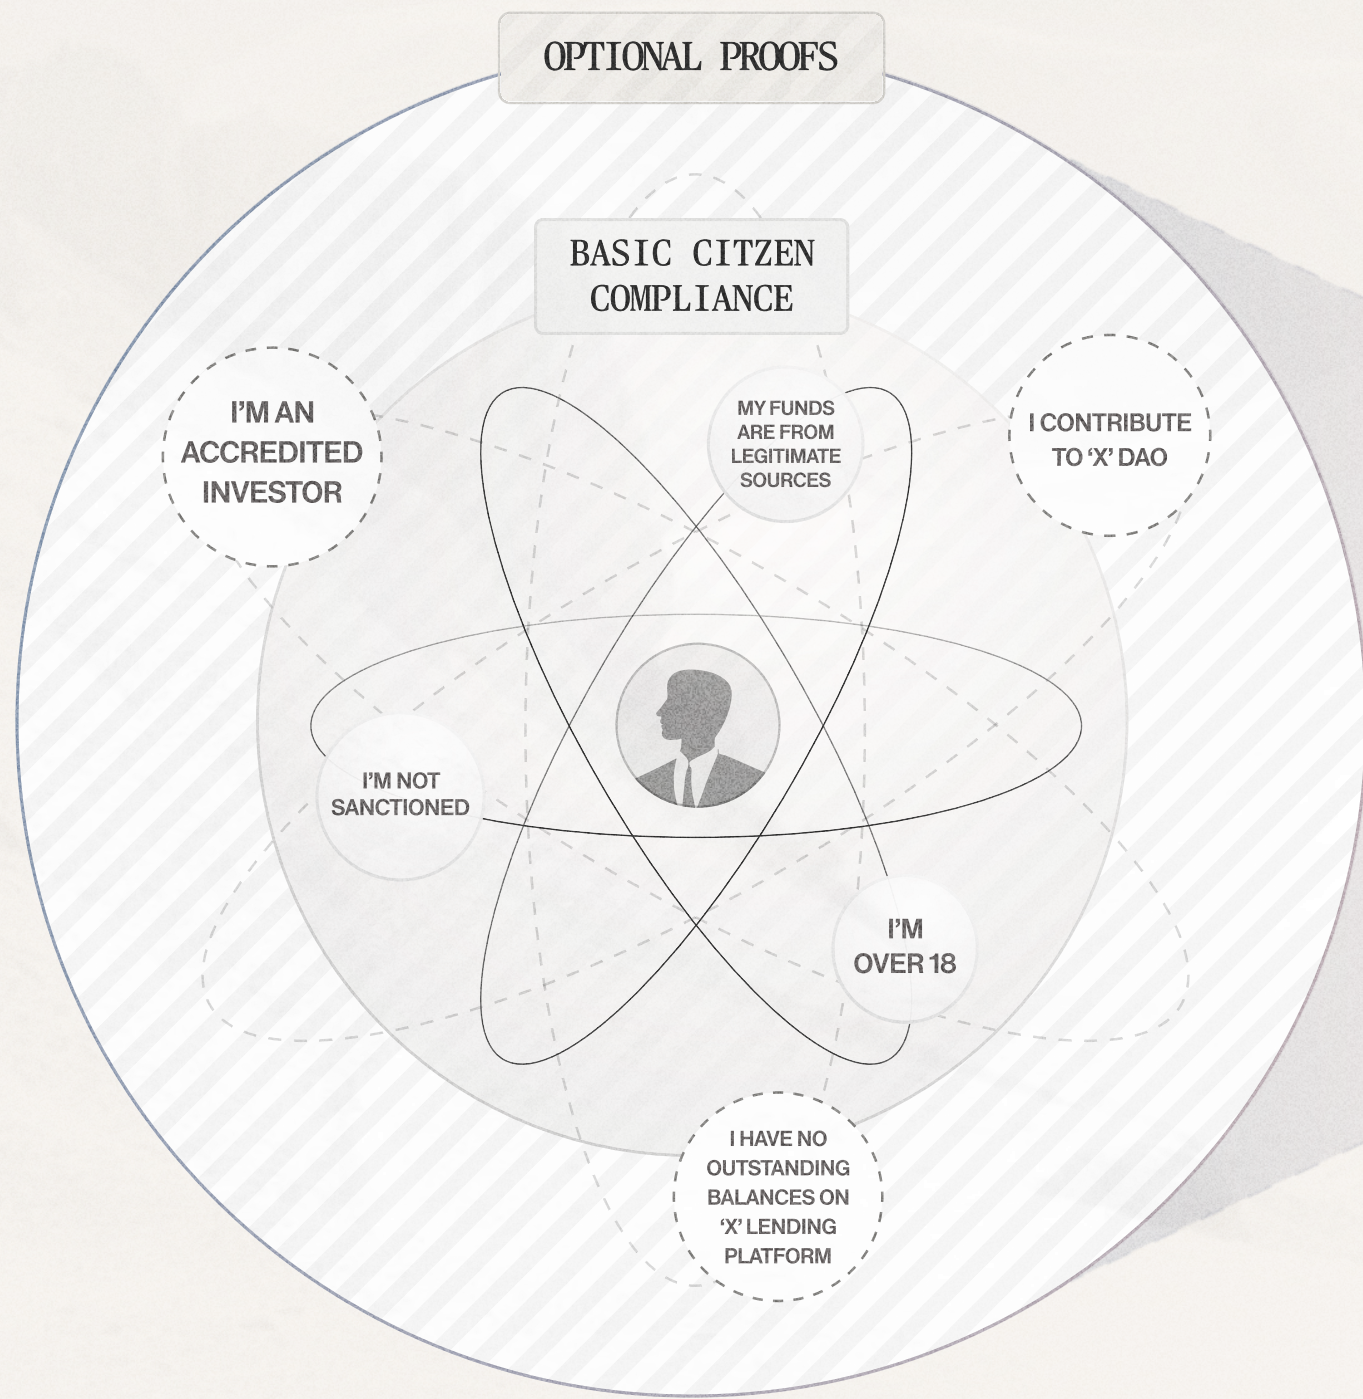 OPTIONAL PROOFS
BASIC CITZEN
COMPLIANCE
I’M AN
ACCREDITED
INVESTOR
MY FUNDS
ARE FROM
LEGITIMATE
SOURCES
I CONTRIBUTE
TO ‘X’ DAO
I’M NOT
SANCTIONED
I’M
OVER 18
I HAVE NO
OUTSTANDING
BALANCES ON
‘X’ LENDING
PLATFORM